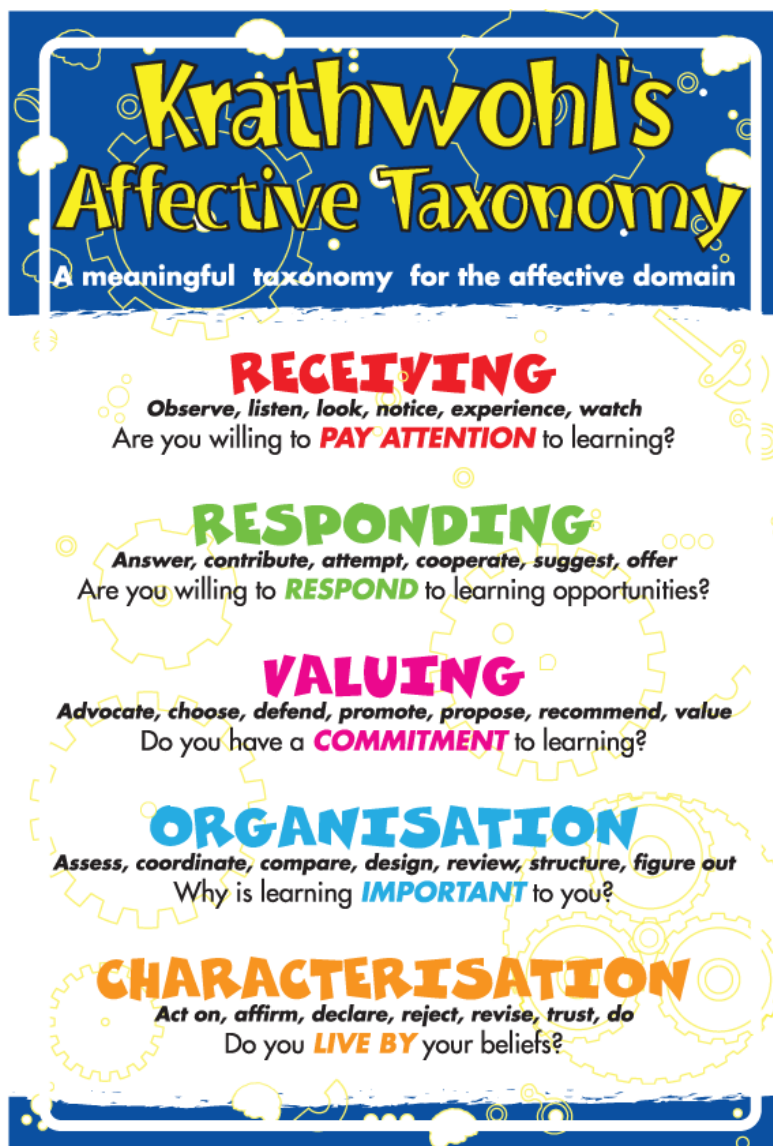 Krathwohl's
Affective Taxonomy
A meaningful taxonomy for the affective domain
RECEIVING
Observe, listen, look, notice, experience, watch
Are you willing to PAY ATTENTION to learning?
RESPONDING
Answer, contribute, attempt, cooperate, suggest, offer
Are you willing to RESPOND to learning opportunities?
VALUING
Advocate, choose, defend, promote, propose, recommend, value
Do you have a COMMITMENT to learning?
ORGANISATION
Assess, coordinate, compare, design, review, structure, figure out
Why is learning IMPORTANT to you?
CHARACTERISATION
Act on, affirm, declare, reject, revise, trust, do
Do you LIVE BY your beliefs?